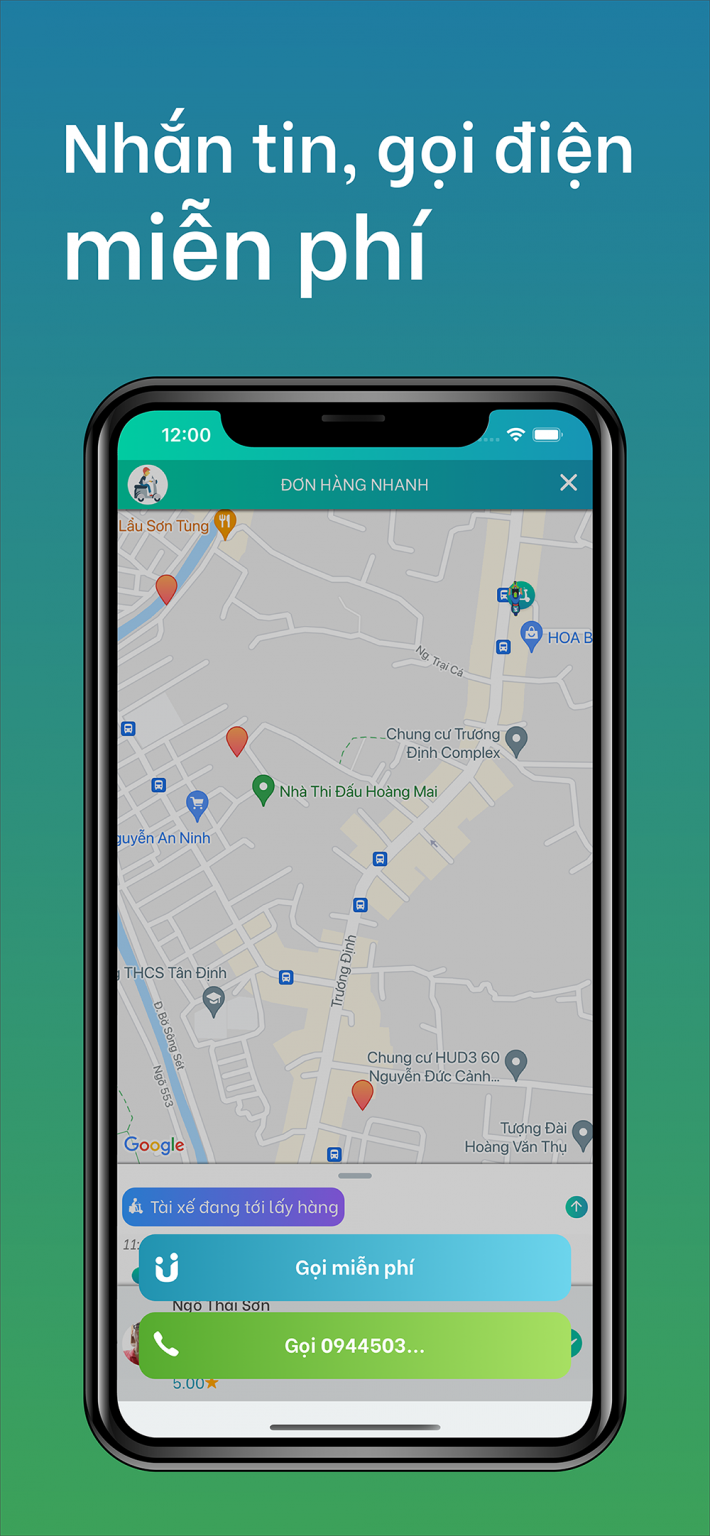 Nhắn tin, gọi điện
miễn phí
12:00
ĐƠN HÀNG NHANH
Lẩu Sơn Tùng
HOA B
Ng. Trại Cá
Chung cư Trương
Định Complex
Nhà Thi Đấu Hoàng Mai
guyễn An Ninh
Trương Định
g THCS Tân Định
Đ.Bờ Sông Sét
Ngõ 553
Chung cư HUD3 60
Nguyễn Đức Cảnh...
Tượng Đài
Hoàng Văn Thụ
Google
Tài xế đang tới lấy hàng
11:
Gọi miễn phí
Ngô Thái Sơn
Gọi 0944503...
5.00